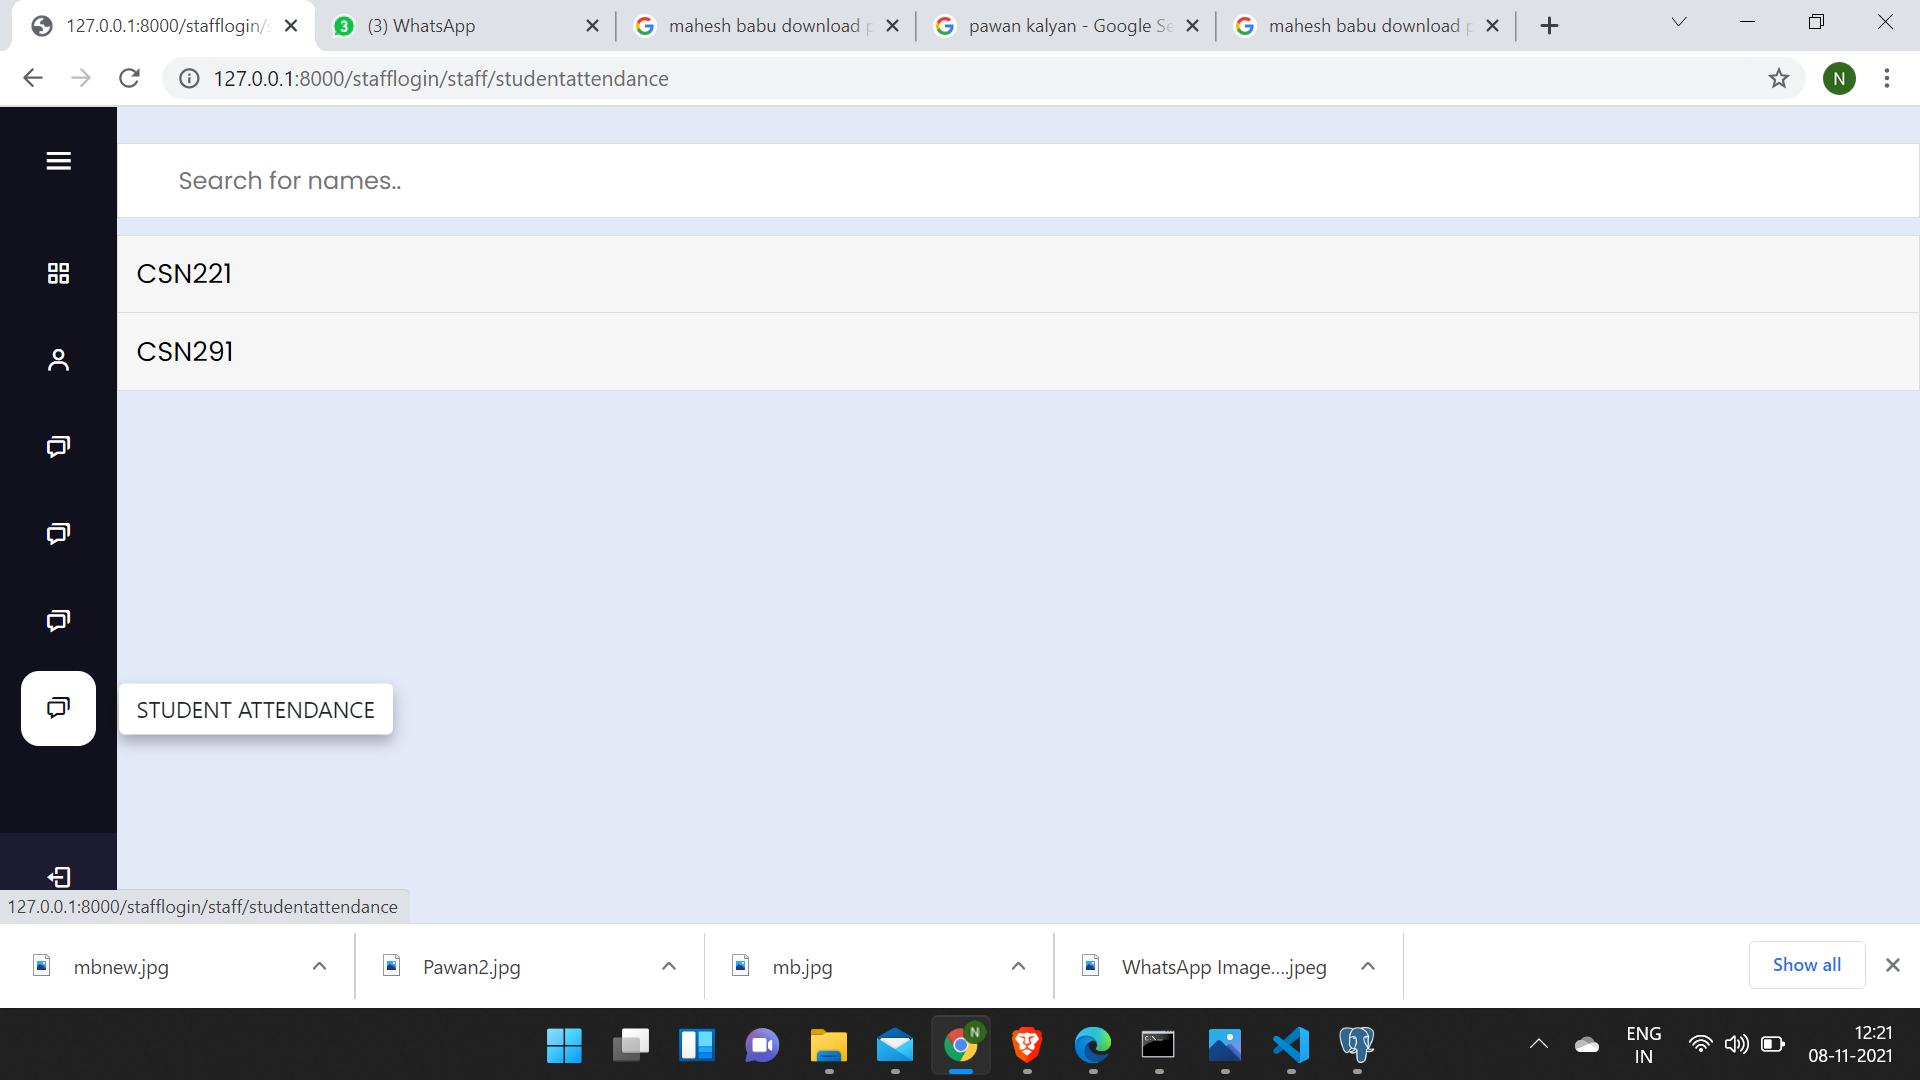 127.0.0.1:8000/stafflogin/s
(3) WhatsApp
mahesh babu download p
pawan kalyan - Google Se
mahesh babu download p
127.0.0.1:8000/stafflogin/staff/studentattendance
N
Search for names..
CSN221
CSN291
STUDENT ATTENDANCE
127.0.0.1:8000/stafflogin/staff/studentattendance
mbnew.jpg
Pawan2.jpg
mb.jpg
WhatsApp Image....jpeg
Show all
N
ENG
IN
12:21
08-11-2021